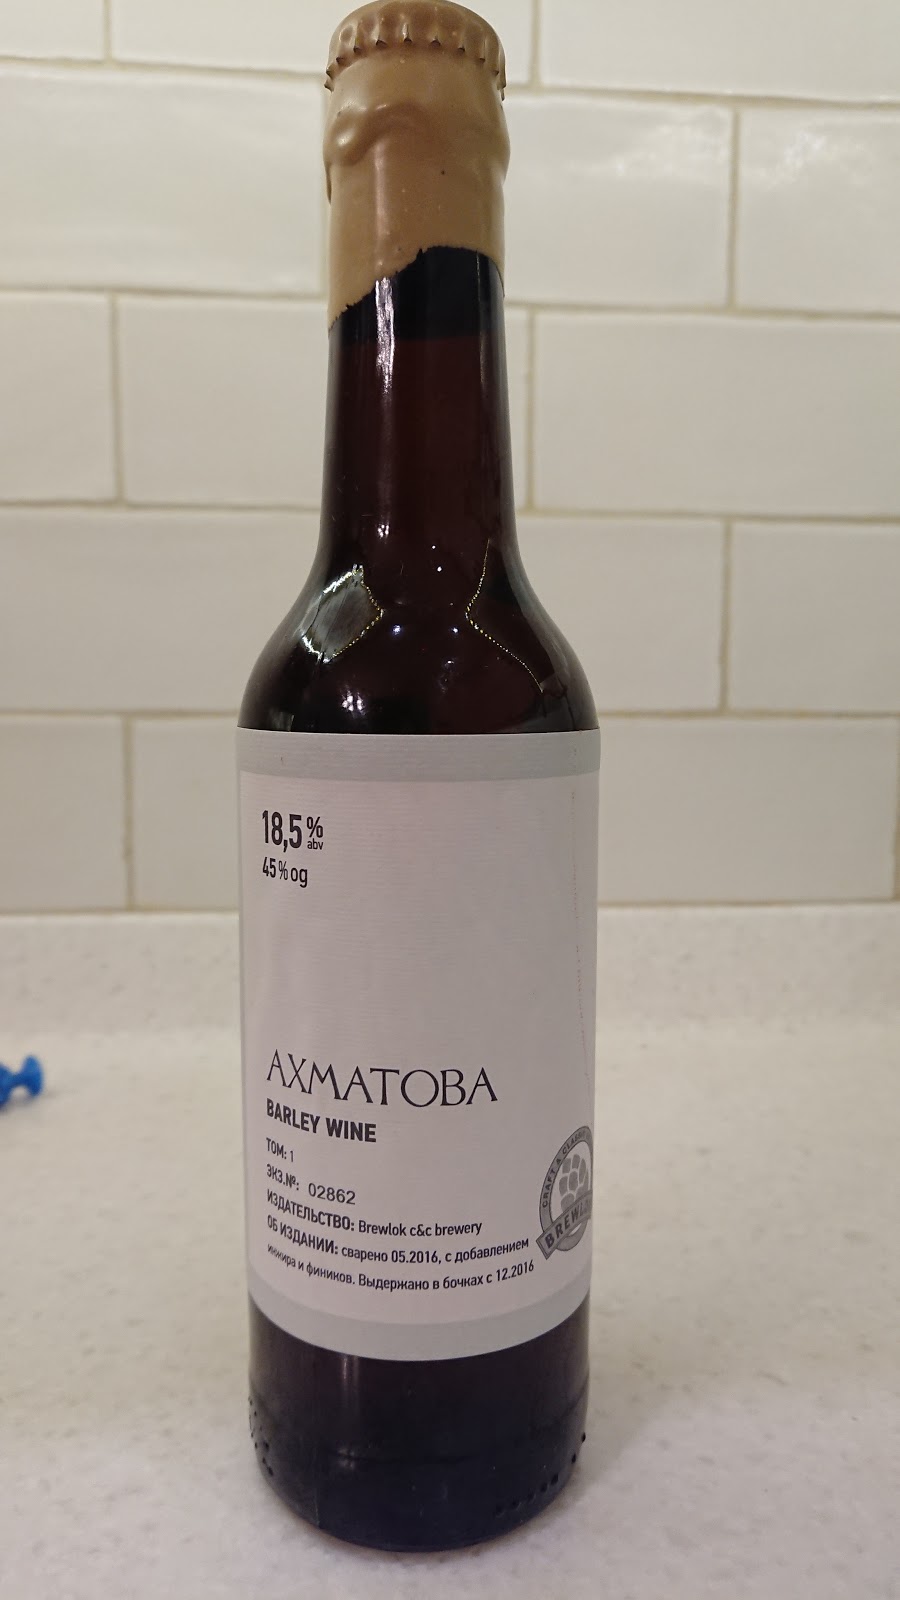 18,5% abv
45% og
АХМАТОВА
BARLEY WINE
ТОМ: 1
ЭКЗ.№: 02862
ИЗДАТЕЛЬСТВО: Brewlok c&c brewery
ОБ ИЗДАНИИ: сварено 05.2016, с добавлением
инжира и фиников. Выдержано в бочках с 12.2016
CRAFT &